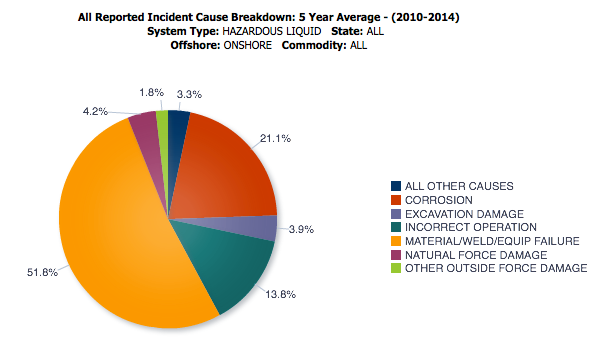 All Reported Incident Cause Breakdown: 5 Year Average - (2010-2014)
System Type: HAZARDOUS LIQUID State: ALL
Offshore: ONSHORE Commodity: ALL
1.8%
3.3%
4.2%
21.1%
3.9%
51.8%
13.8%
ALL OTHER CAUSES
CORROSION
EXCAVATION DAMAGE
INCORRECT OPERATION
MATERIAL/WELD/EQUIP FAILURE
NATURAL FORCE DAMAGE
OTHER OUTSIDE FORCE DAMAGE